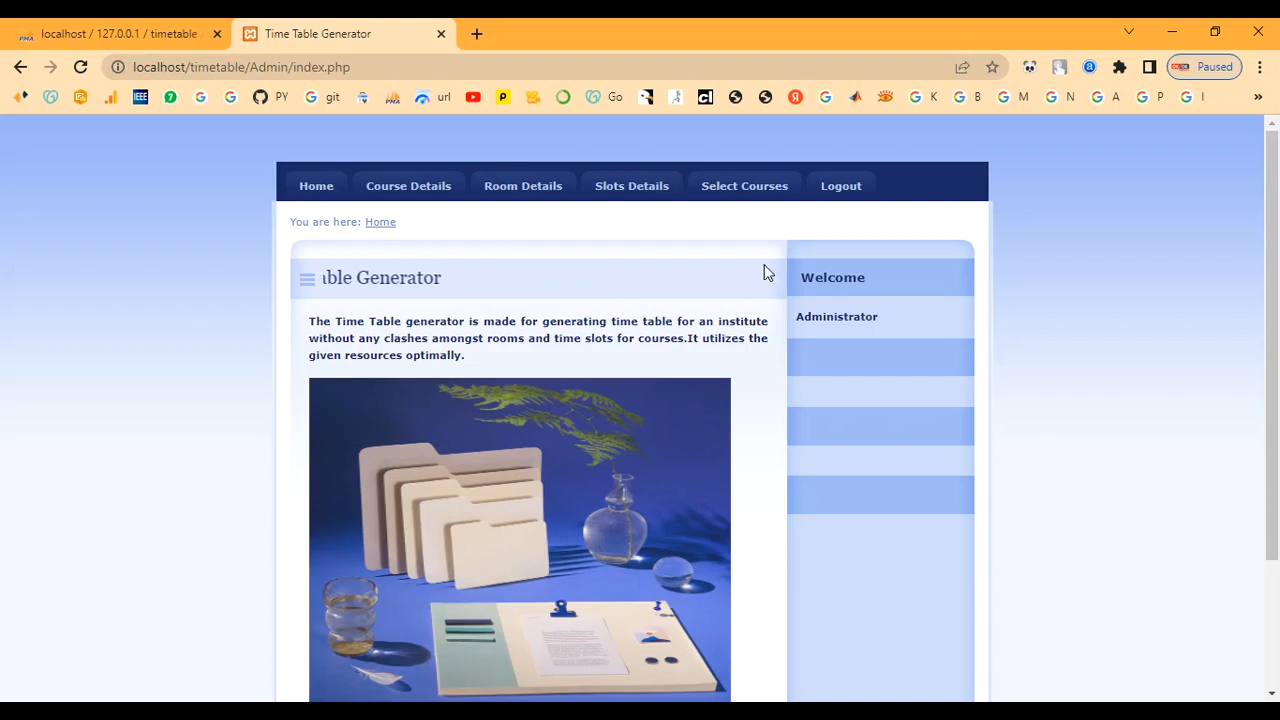 localhost / 127.0.0.1 / timetable
Time Table Generator
localhost/timetable/Admin/index.php
Paused
IEEE
PY
git
PMA
url
Go
K
B
M
N
A
P
I
Home
Course Details
Room Details
Slots Details
Select Courses
Logout
You are here: Home
ble Generator
Welcome
Administrator
The Time Table generator is made for generating time table for an institute
without any clashes amongst rooms and time slots for courses.It utilizes the
given resources optimally.